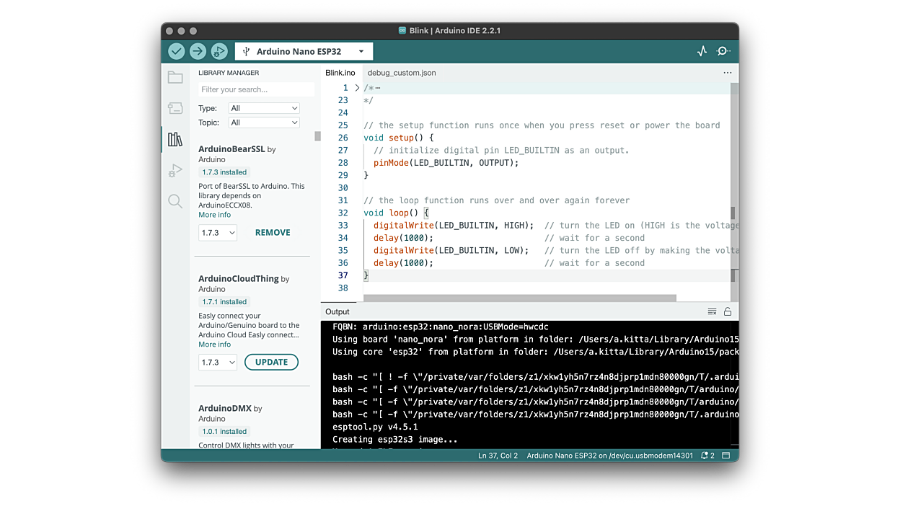 Blink | Arduino IDE 2.2.1
Arduino Nano ESP32
LIBRARY MANAGER
Filter your search...
Type: All
Topic: All
ArduinoBearSSL by
Arduino
1.7.3 installed
Port of BearSSL to Arduino. This
library depends on
ArduinoECCX08.
More info
1.7.3 REMOVE
ArduinoCloudThing by
Arduino
1.7.1 installed
Easily connect your
Arduino/Genuino board to the
Arduino Cloud Easily connect...
More info
1.7.3 UPDATE
ArduinoDMX by
Arduino
1.0.1 installed
Control DMX lights with your
Blink.ino debug_custom.json
1 /*
23 */
24
25 // the setup function runs once when you press reset or power the board
26 void setup() {
27 // initialize digital pin LED_BUILTIN as an output.
28 pinMode(LED_BUILTIN, OUTPUT);
29 }
30
31 // the loop function runs over and over again forever
32 void loop() {
33 digitalWrite(LED_BUILTIN, HIGH); // turn the LED on (HIGH is the voltage
34 delay(1000); // wait for a second
35 digitalWrite(LED_BUILTIN, LOW); // turn the LED off by making the volta
36 delay(1000); // wait for a second
37 }
38
Output
FQBN: arduino:esp32:nano_nora:USBMode=hwcdc
Using board 'nano_nora' from platform in folder: /Users/a.kitta/Library/Arduino15
Using core 'esp32' from platform in folder: /Users/a.kitta/Library/Arduino15/pack
bash -c "[ ! -f \"/private/var/folders/z1/xkw1yh5n7rz4n8djprp1mdn80000gn/T/.ardui
bash -c "[ -f \"/private/var/folders/z1/xkw1yh5n7rz4n8djprp1mdn80000gn/T/arduino/
bash -c "[ -f \"/private/var/folders/z1/xkw1yh5n7rz4n8djprp1mdn80000gn/T/arduino/
bash -c "[ -f \"/private/var/folders/z1/xkw1yh5n7rz4n8djprp1mdn80000gn/T/.arduino
esptool.py v4.5.1
Creating esp32s3 image...
Ln 37, Col 2 Arduino Nano ESP32 on /dev/cu.usbmodem14301 2